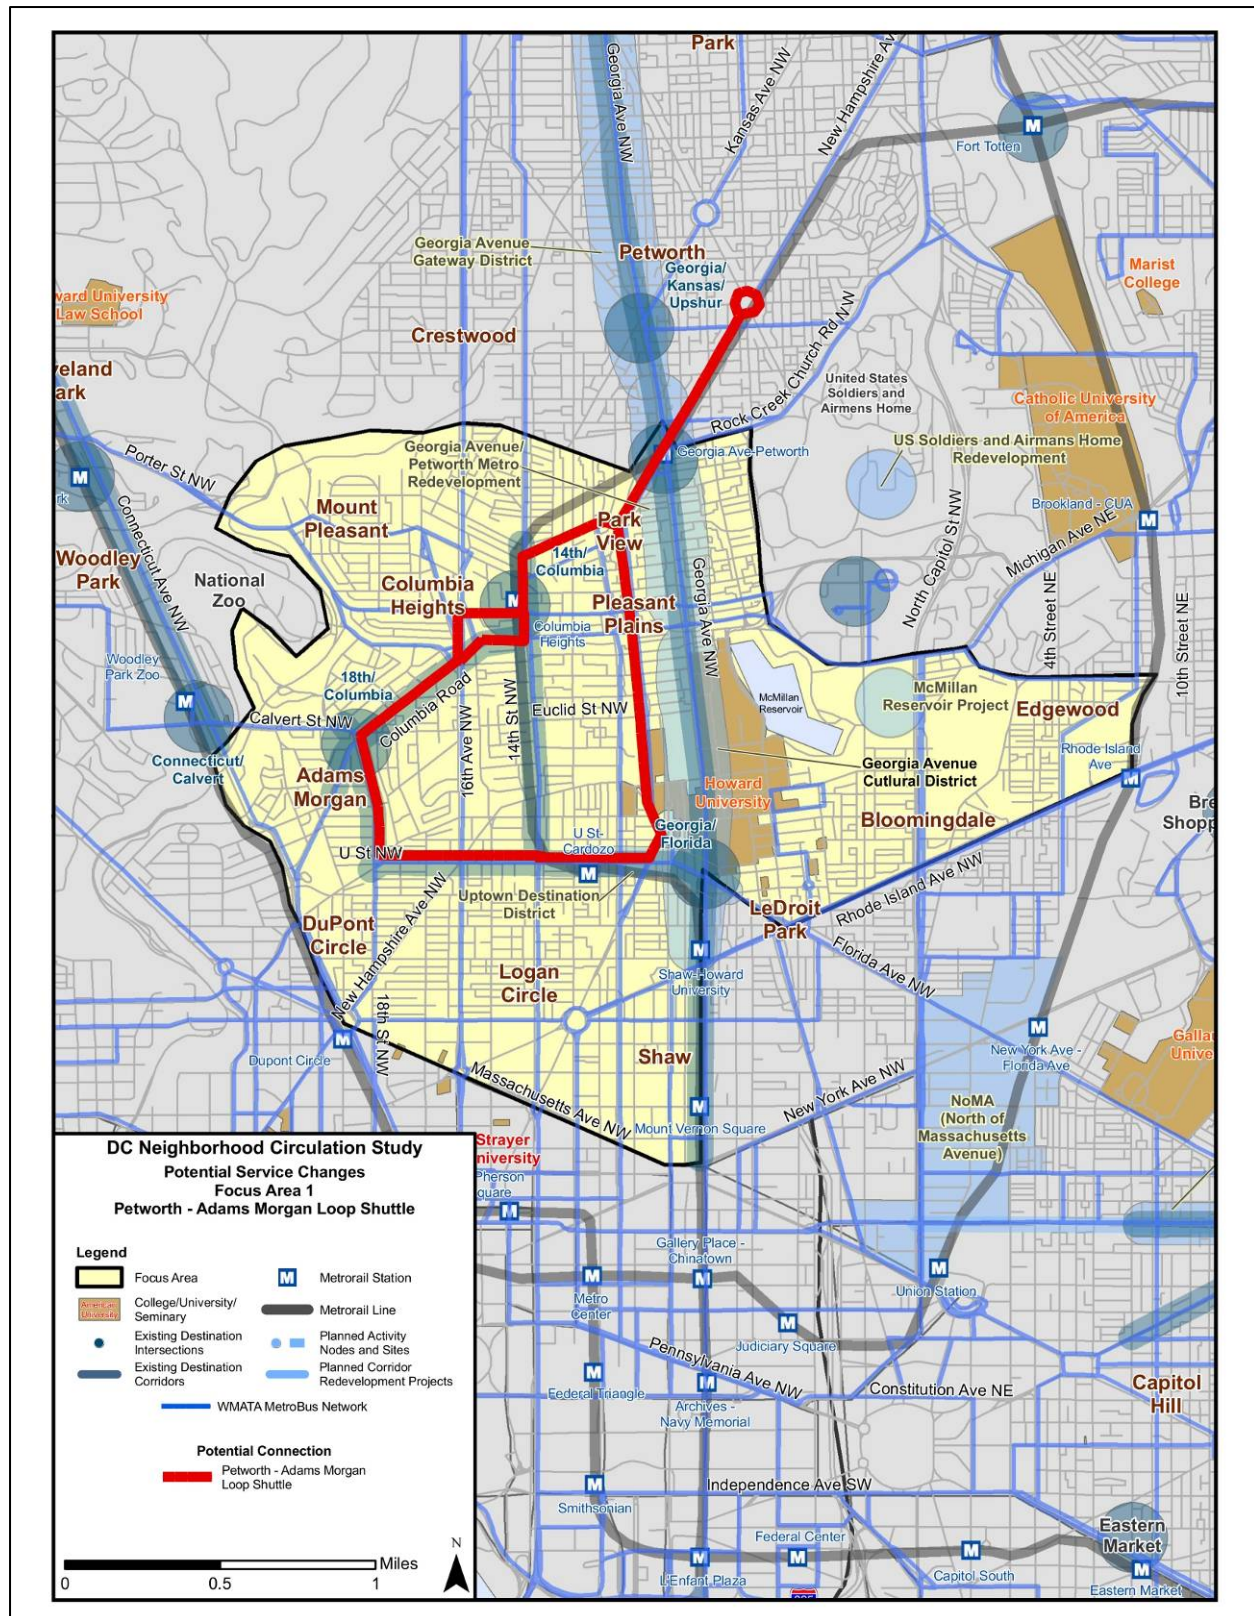 Park
Georgia Ave NW
Kansas Ave NW
New Hampshire Av
Fort Totten
Georgia Avenue
Gateway District
Petworth
Georgia/
Kansas/
Upshur
Marist
College
ward University
Law School
Crestwood
Rock Creek Church Rd NW
United States
Soldiers and
Airmens Home
Catholic University
of America
US Soldiers and Airmans Home
Redevelopment
veland
ark
Georgia Avenue/
Petworth Metro
Redevelopment
Georgia Ave-Petworth
Porter St NW
rk
Connecticut Ave NW
Mount
Pleasant
Park
View
Brookland - CUA
Michigan Ave NE
North Capitol St NW
Woodley
Park
National
Zoo
14th/
Columbia
Columbia
Heights
Pleasant
Plains
Georgia Ave NW
Columbia
Heights
4th Street NE
10th Street NE
Woodley
Park Zoo
18th/
Columbia
Columbia Road
Calvert St NW
16th Ave NW
14th St NW
Euclid St NW
McMillan
Reservoir
McMillan
Reservoir Project
Edgewood
Connecticut/
Calvert
Adams
Morgan
Rhode Island
Ave
Georgia Avenue
Cutlural District
Howard
University
Bloomingdale
Bre
Shopp
Georgia/
Florida
U St-
Cardozo
U St NW
Uptown Destination
District
Rhode Island Ave NW
LeDroit
Park
DuPont
Circle
New Hampshire Ave NW
Florida Ave NW
Logan
Circle
Shaw-Howard
University
18th St NW
Dupont Circle
Shaw
New York Ave -
Florida Ave
Galla
Unive
Massachusetts Ave NW
New York Ave NW
Mount Vernon Square
NoMA
(North of
Massachusetts
Avenue)
Strayer
niversity
Pherson
quare
DC Neighborhood Circulation Study
Potential Service Changes
Focus Area 1
Petworth - Adams Morgan Loop Shuttle
Legend
Focus Area
M Metrorail Station
American
University
College/University/
Seminary
Metrorail Line
Existing Destination
Intersections
Planned Activity
Nodes and Sites
Existing Destination
Corridors
Planned Corridor
Redevelopment Projects
WMATA MetroBus Network
Potential Connection
Petworth - Adams Morgan
Loop Shuttle
0 0.5 1 Miles
N
Gallery Place -
Chinatown
Metro
Center
Union Station
Judiciary Square
Pennsylvania Ave NW
Federal Triangle
Archives -
Navy Memorial
Constitution Ave NE
Capitol
Hill
Independence Ave SW
Smithsonian
Federal Center
L'Enfant Plaza
Capitol South
Eastern
Market
Eastern Market